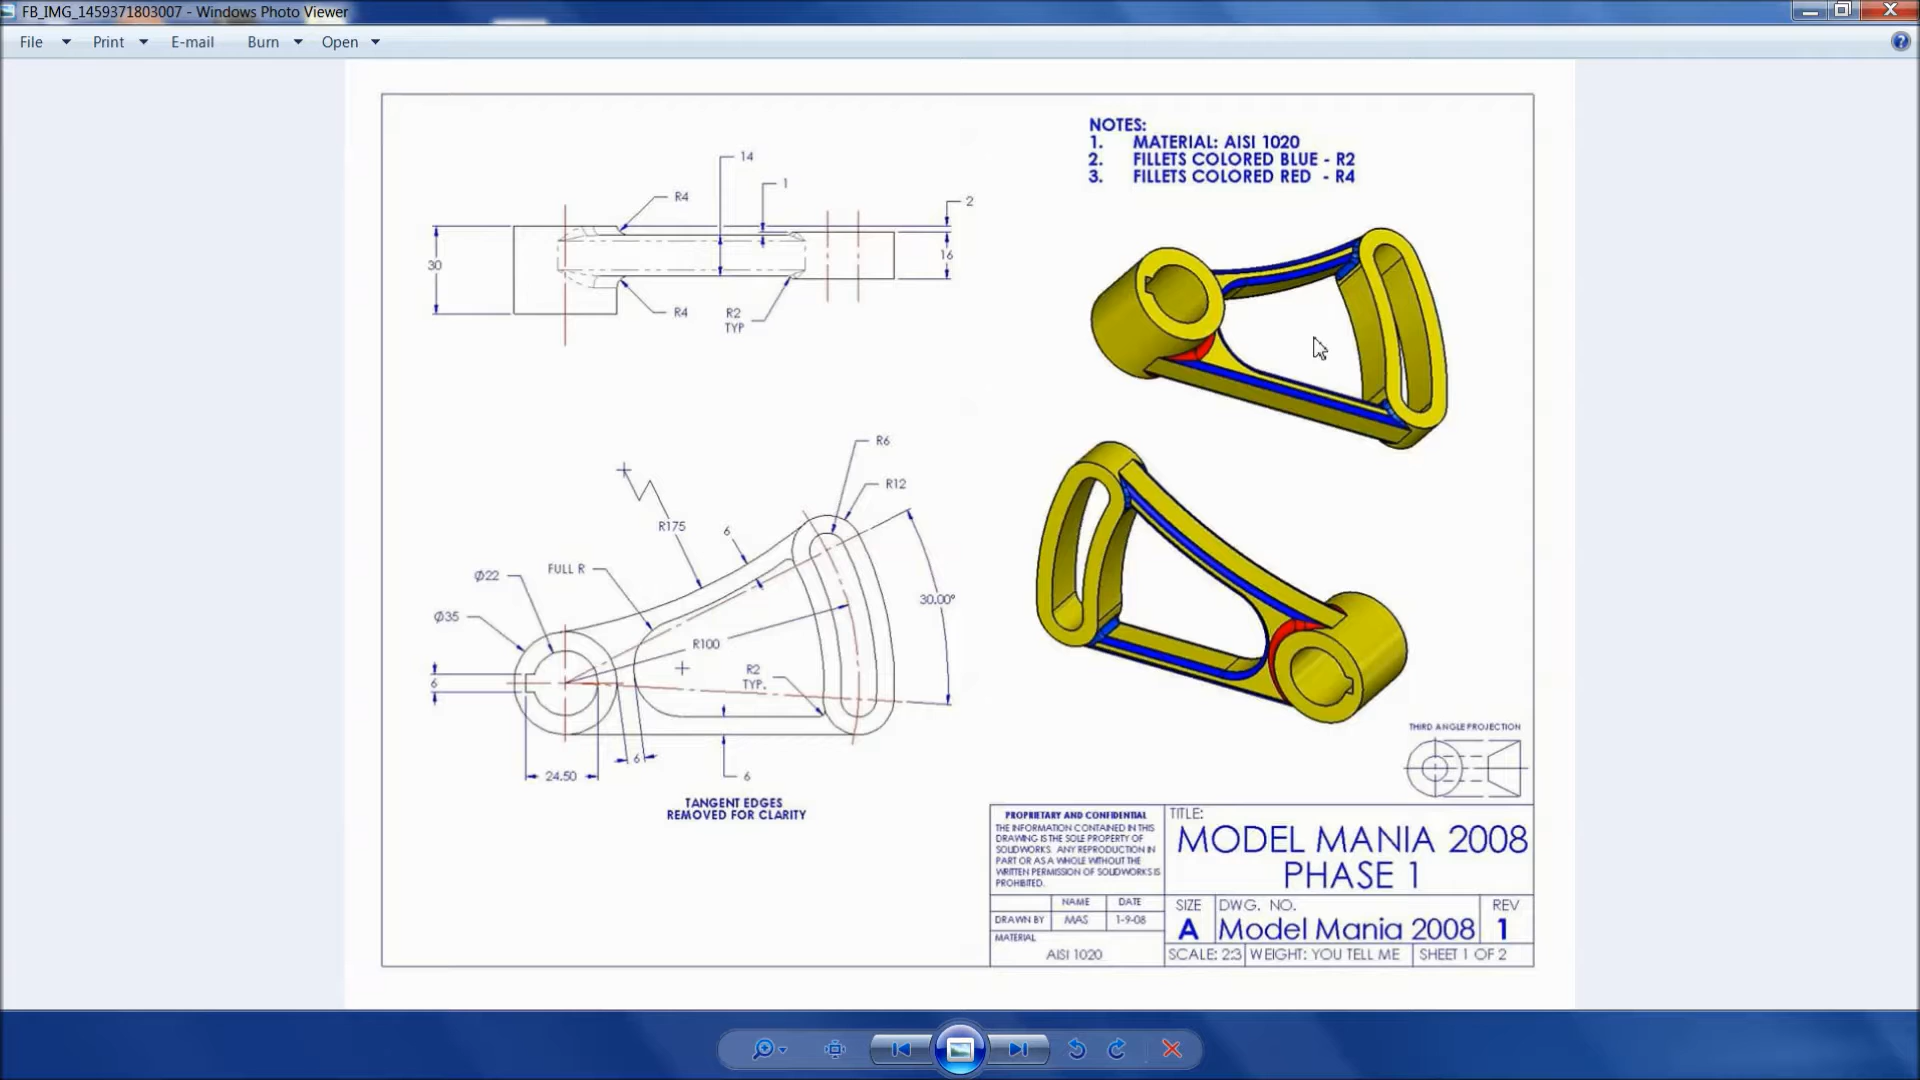 FB_IMG_1459371803007 - Windows Photo Viewer
File Print E-mail Burn Open
NOTES:
1. MATERIAL: AISI 1020
2. FILLETS COLORED BLUE - R2
3. FILLETS COLORED RED - R4
14
1
R4
2
30
16
R4
R2
TYP
R6
R12
R175
6
FULL R
Ø22
30.00°
Ø35
R100
R2
TYP.
6
6
24.50
6
TANGENT EDGES
REMOVED FOR CLARITY
THIRD ANGLE PROJECTION
PROPRIETARY AND CONFIDENTIAL
THE INFORMATION CONTAINED IN THIS
DRAWING IS THE SOLE PROPERTY OF
SOLIDWORKS. ANY REPRODUCTION IN
PART OR AS A WHOLE WITHOUT THE
WRITTEN PERMISSION OF SOLIDWORKS IS
PROHIBITED.
TITLE:
MODEL MANIA 2008
PHASE 1
NAME DATE
DRAWN BY MAS 1-9-08
MATERIAL
AISI 1020
SIZE DWG. NO. REV
A Model Mania 2008 1
SCALE: 2:3 WEIGHT: YOU TELL ME SHEET 1 OF 2